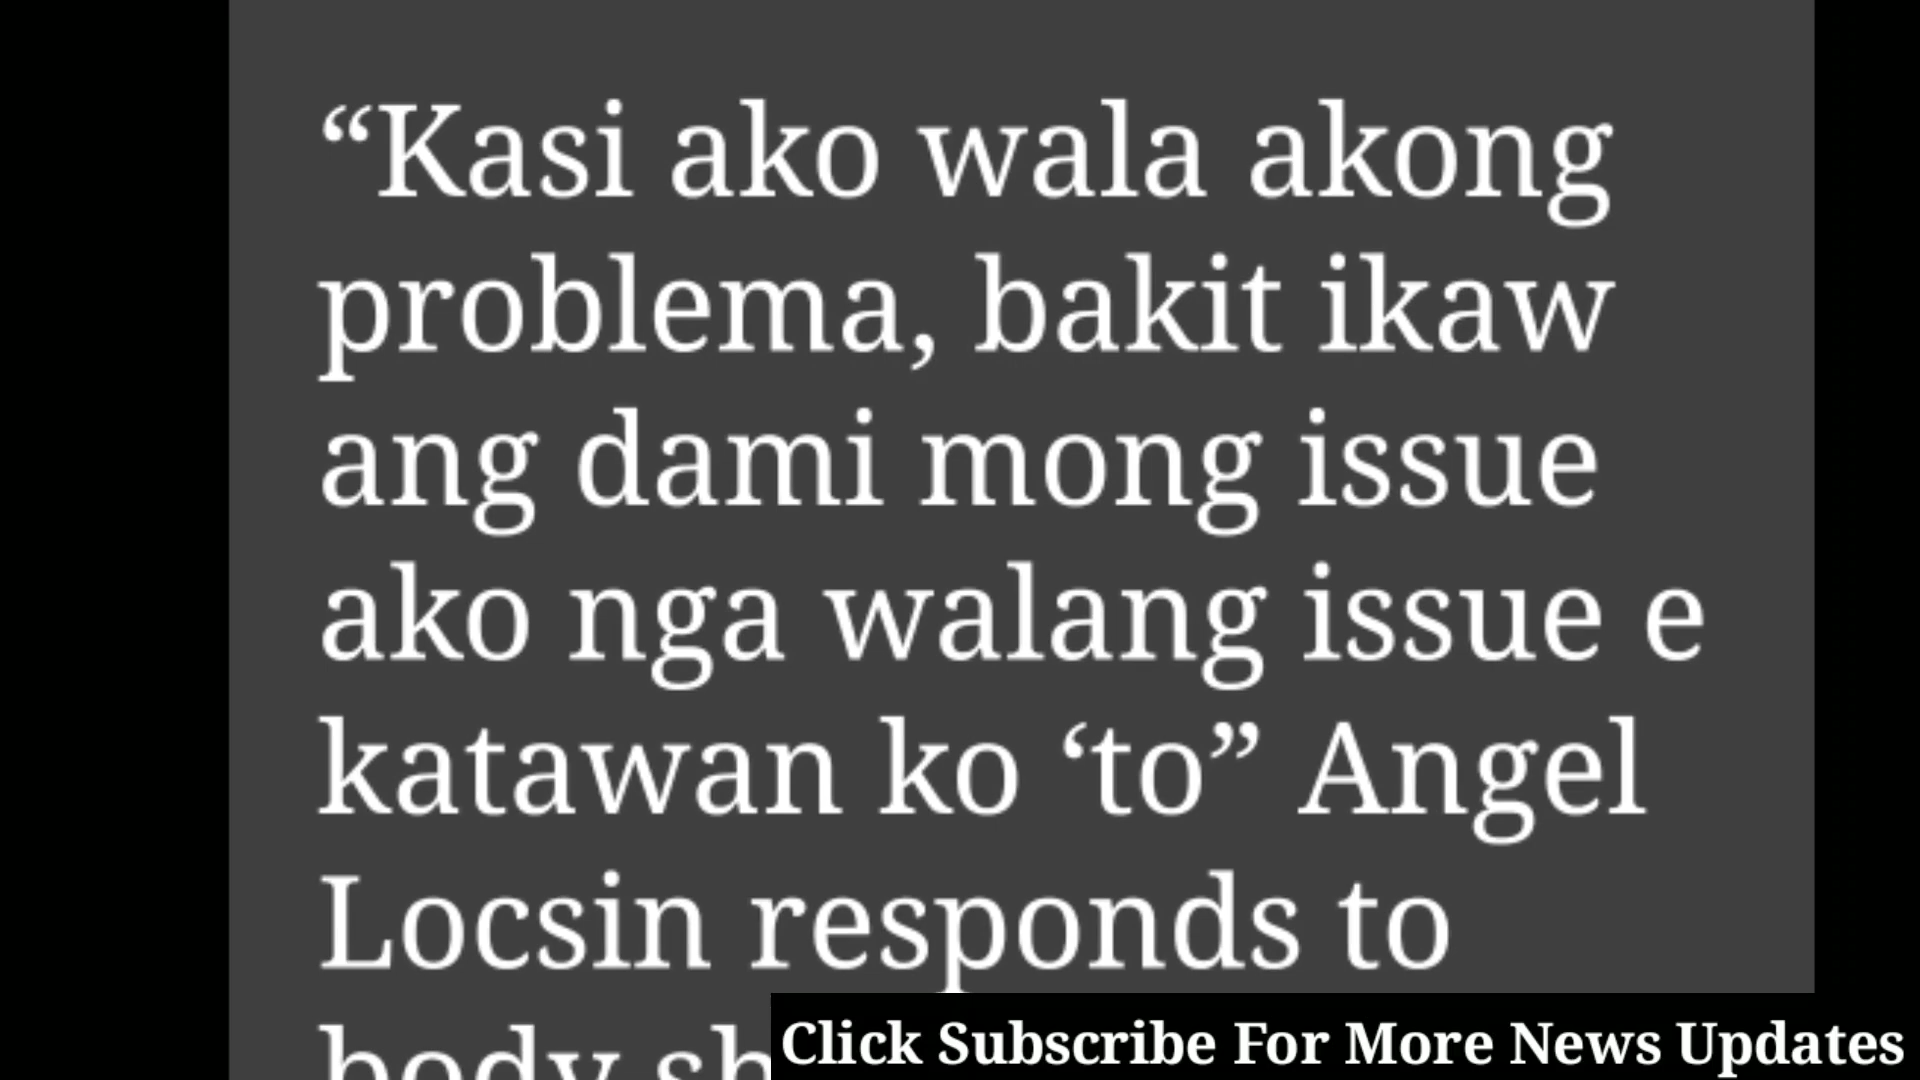 “Kasi ako wala akong
problema, bakit ikaw
ang dami mong issue
ako nga walang issue e
katawan ko ‘to” Angel
Locsin responds to
body
Click Subscribe For More News Updates